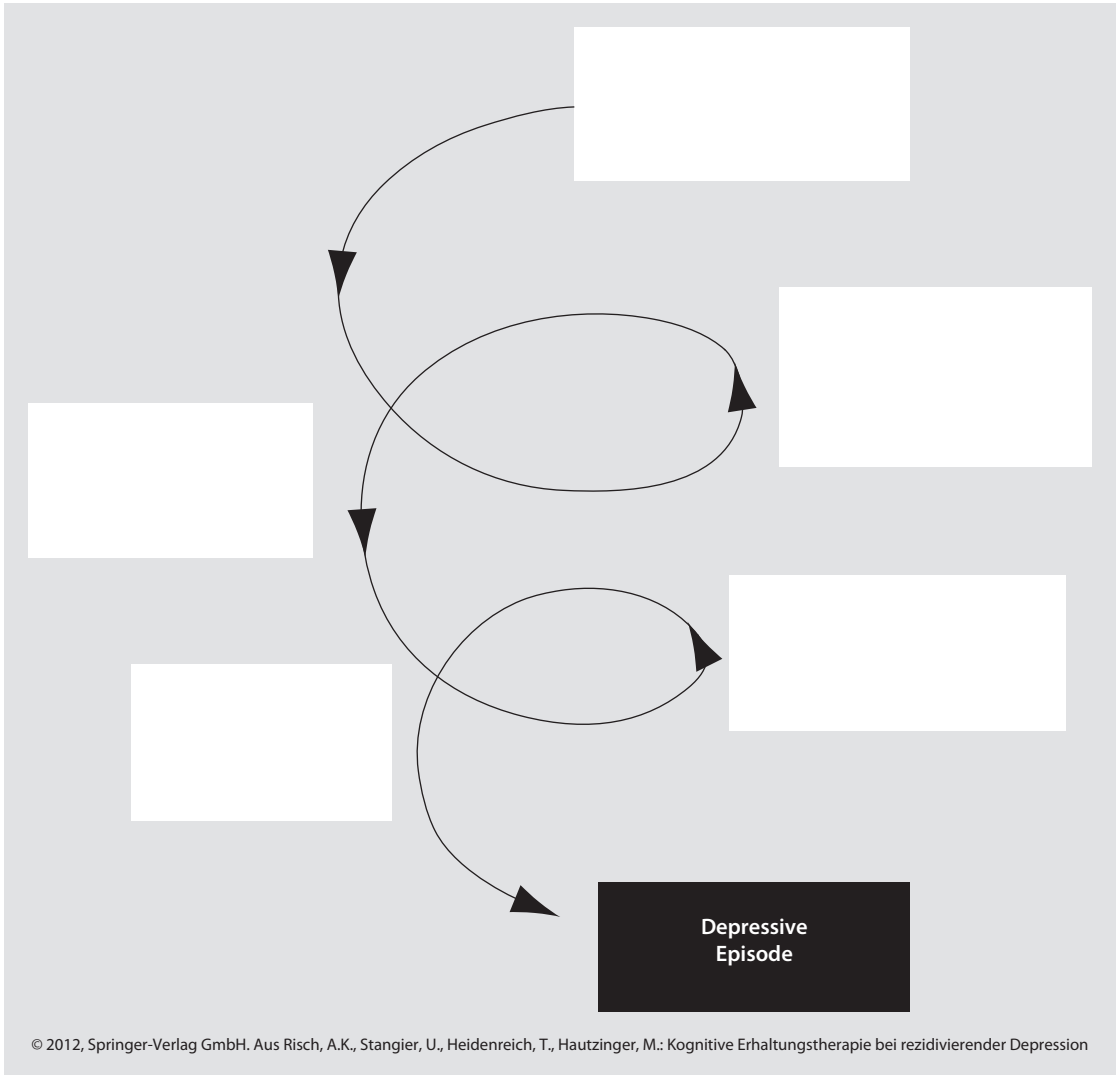 Depressive
Episode
© 2012, Springer-Verlag GmbH. Aus Risch, A.K., Stangier, U., Heidenreich, T., Hautzinger, M.: Kognitive Erhaltungstherapie bei rezidivierender Depression